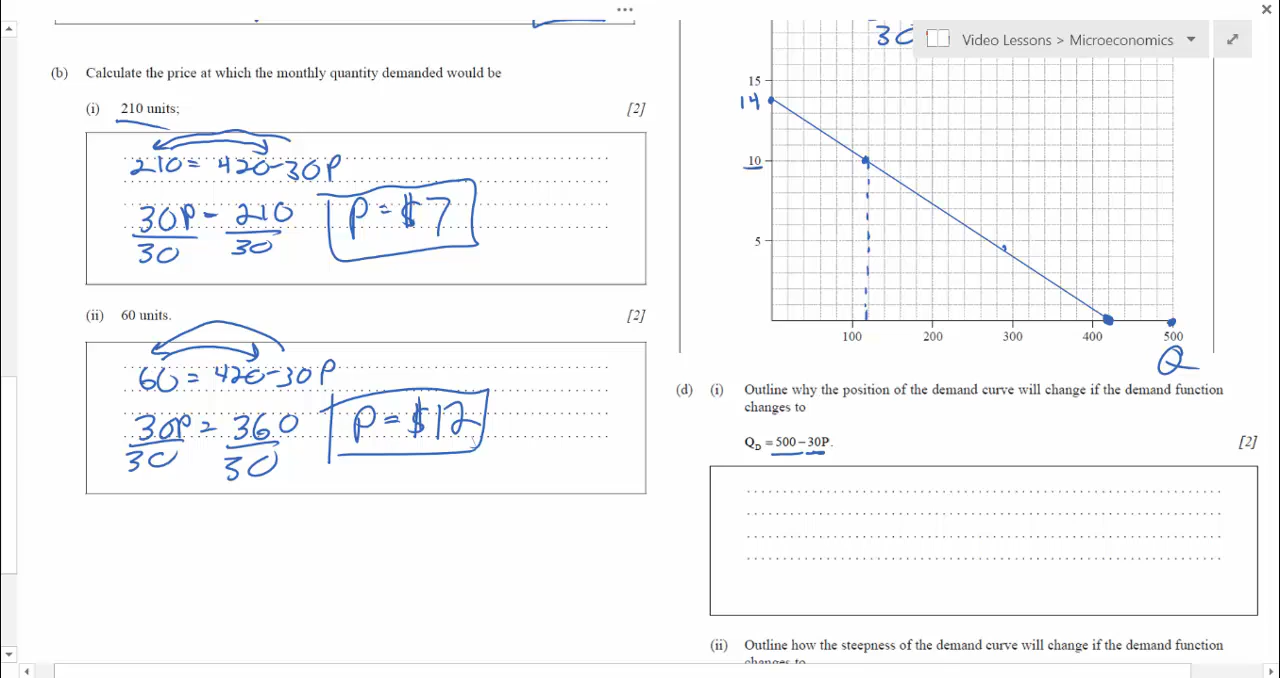 (b) Calculate the price at which the monthly quantity demanded would be
(i) 210 units; [2]
210 = 420 - 30P
30P - 210
30 30
P = $7
(ii) 60 units. [2]
60 = 420 - 30P
30P = 360
30 30
P = $12
30
Video Lessons > Microeconomics
15
14
10
5
100 200 300 400 500
Q
(d) (i) Outline why the position of the demand curve will change if the demand function
changes to
QD = 500 – 30P. [2]
(ii) Outline how the steepness of the demand curve will change if the demand function
changes to